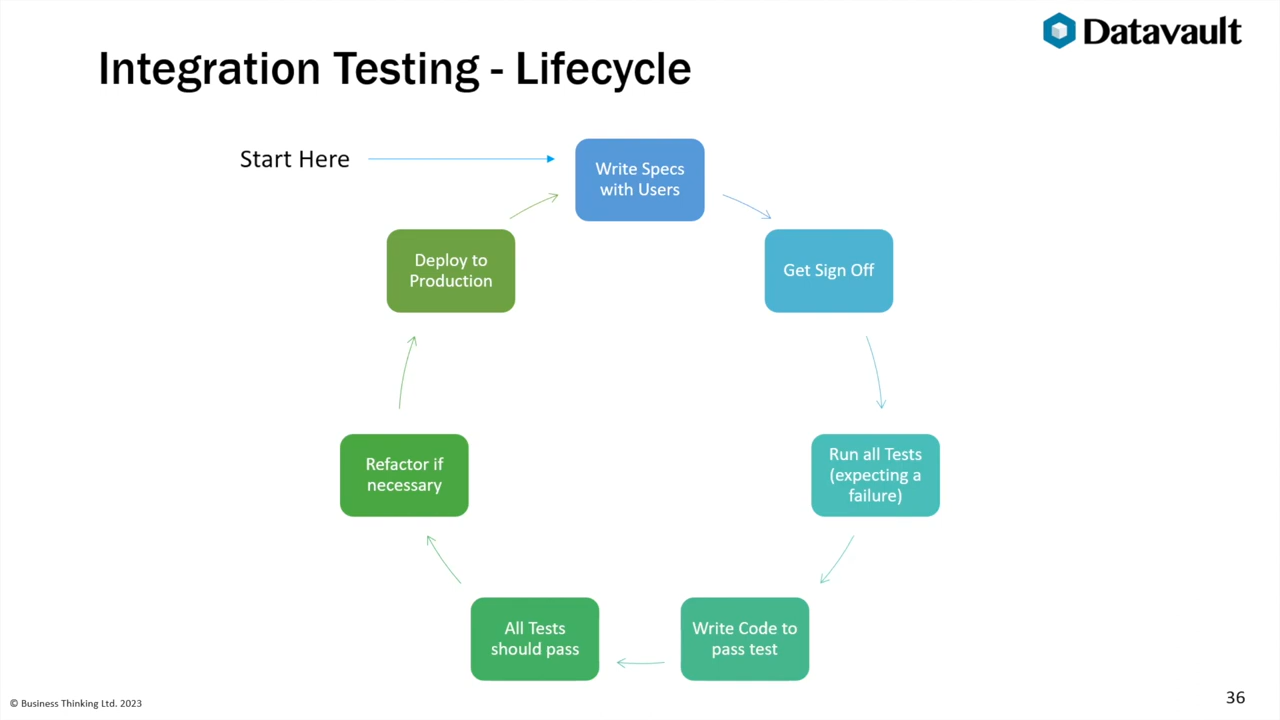 Datavault
Integration Testing - Lifecycle
Start Here
Write Specs
with Users
Get Sign Off
Run all Tests
(expecting a
failure)
Write Code to
pass test
All Tests
should pass
Refactor if
necessary
Deploy to
Production
© Business Thinking Ltd. 2023
36